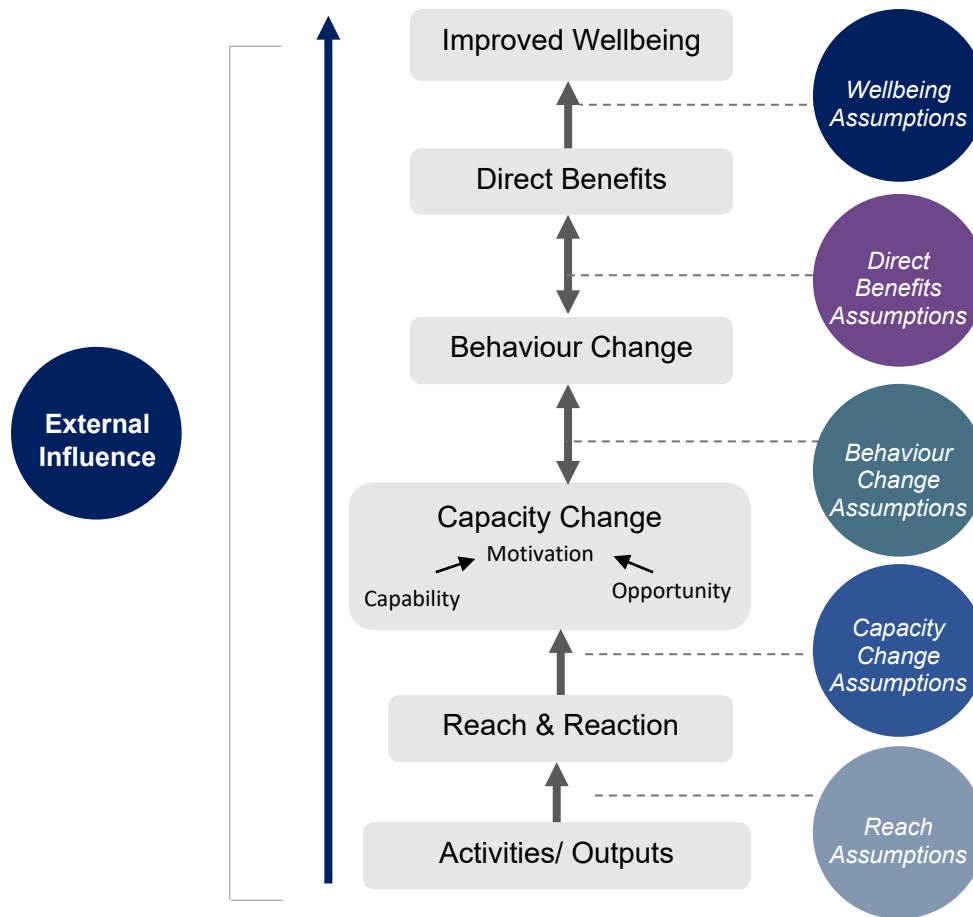 Improved Wellbeing
Wellbeing
Assumptions
Direct Benefits
Direct
Benefits
Assumptions
Behaviour Change
External
Influence
Behaviour
Change
Assumptions
Capacity Change
Motivation
Capability
Opportunity
Capacity
Change
Assumptions
Reach & Reaction
Reach
Assumptions
Activities/ Outputs